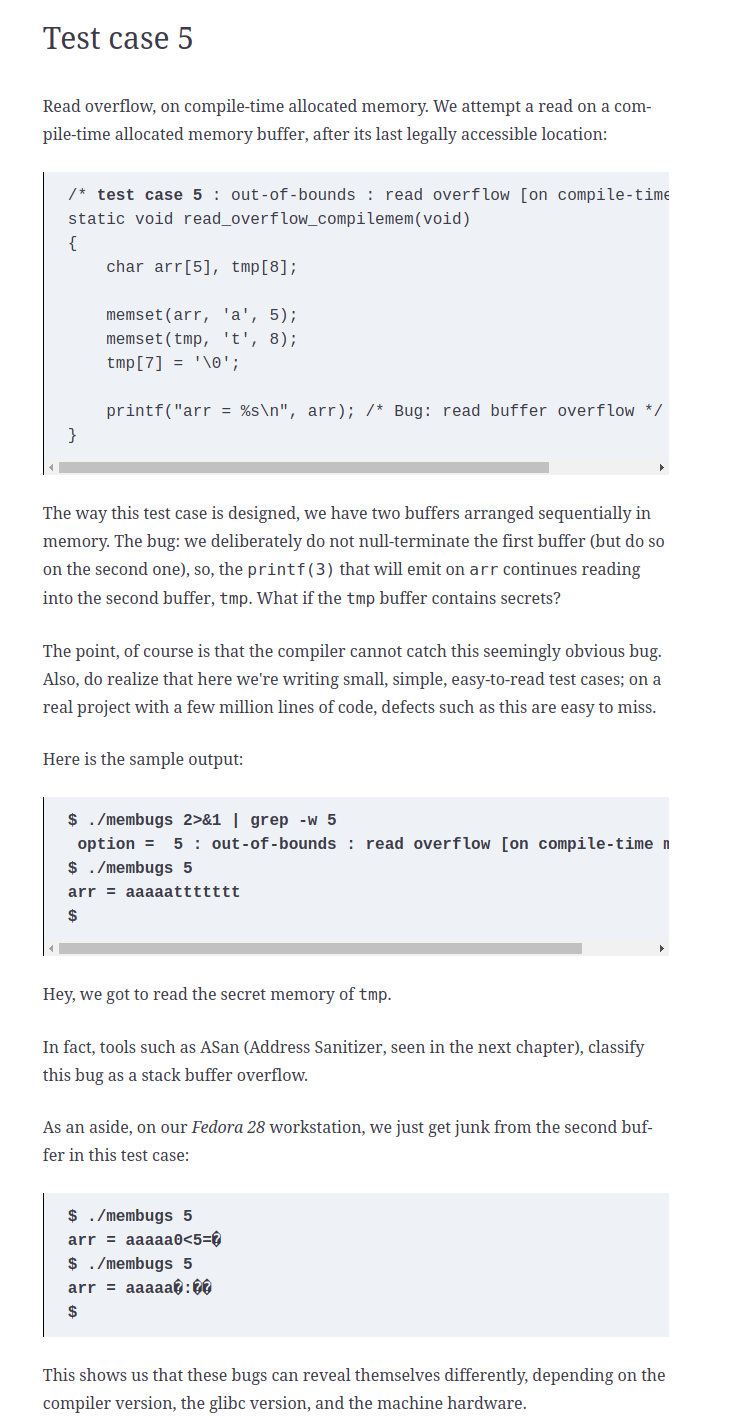 Test case 5
Read overflow, on compile-time allocated memory. We attempt a read on a com-
pile-time allocated memory buffer, after its last legally accessible location:
/* test case 5 : out-of-bounds : read overflow [on compile-time
static void read_overflow_compilemem(void)
{
char arr[5], tmp[8];
memset(arr, 'a', 5);
memset(tmp, 't', 8);
tmp[7] = '\0';
printf("arr = %s\n", arr); /* Bug: read buffer overflow */
}
The way this test case is designed, we have two buffers arranged sequentially in
memory. The bug: we deliberately do not null-terminate the first buffer (but do so
on the second one), so, the printf(3) that will emit on arr continues reading
into the second buffer, tmp. What if the tmp buffer contains secrets?
The point, of course is that the compiler cannot catch this seemingly obvious bug.
Also, do realize that here we're writing small, simple, easy-to-read test cases; on a
real project with a few million lines of code, defects such as this are easy to miss.
Here is the sample output:
$ ./membugs 2>&1 | grep -w 5
option =  5 : out-of-bounds : read overflow [on compile-time m
$ ./membugs 5
arr = aaaaattttttt
$
Hey, we got to read the secret memory of tmp.
In fact, tools such as ASan (Address Sanitizer, seen in the next chapter), classify
this bug as a stack buffer overflow.
As an aside, on our Fedora 28 workstation, we just get junk from the second buf-
fer in this test case:
$ ./membugs 5
arr = aaaaa0<5=�
$ ./membugs 5
arr = aaaaa�:��
$
This shows us that these bugs can reveal themselves differently, depending on the
compiler version, the glibc version, and the machine hardware.